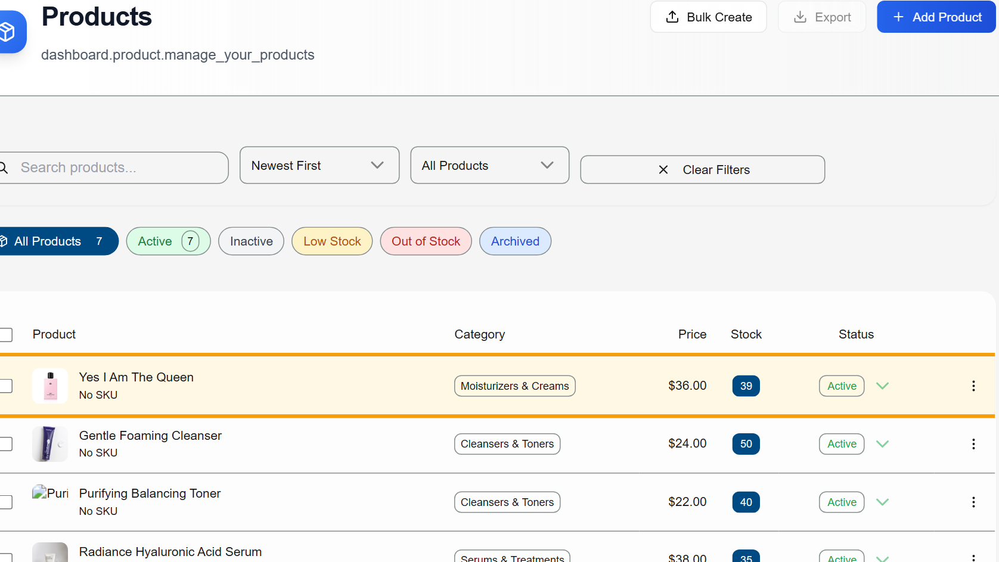 Products
Bulk Create
Export
Add Product
dashboard.product.manage_your_products
Search products...
Newest First
All Products
Clear Filters
All Products 7
Active 7
Inactive
Low Stock
Out of Stock
Archived
Product Category Price Stock Status
Yes I Am The Queen
No SKU
Moisturizers & Creams
$36.00
39
Active
Gentle Foaming Cleanser
No SKU
Cleansers & Toners
$24.00
50
Active
Puri
Purifying Balancing Toner
No SKU
Cleansers & Toners
$22.00
40
Active
Radiance Hyaluronic Acid Serum
Serums & Treatments
$38.00
35
Active